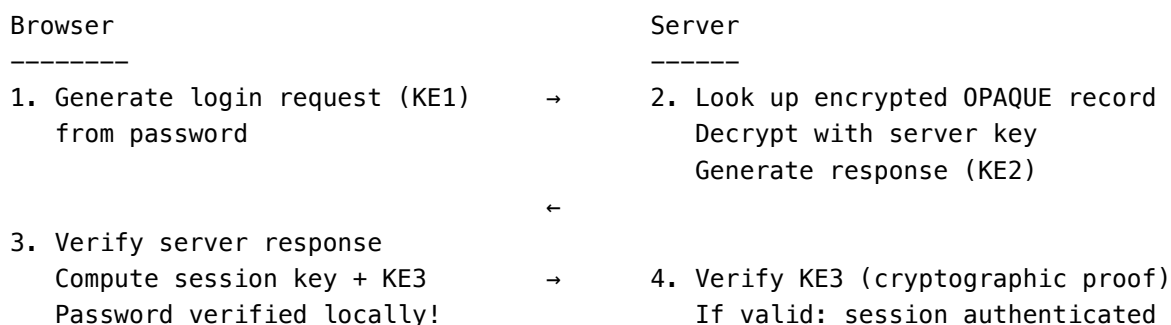 Browser                                    Server
--------                                   ------
1. Generate login request (KE1)     →      2. Look up encrypted OPAQUE record
   from password                              Decrypt with server key
                                              Generate response (KE2)
                                    ←
3. Verify server response
   Compute session key + KE3        →      4. Verify KE3 (cryptographic proof)
   Password verified locally!                 If valid: session authenticated